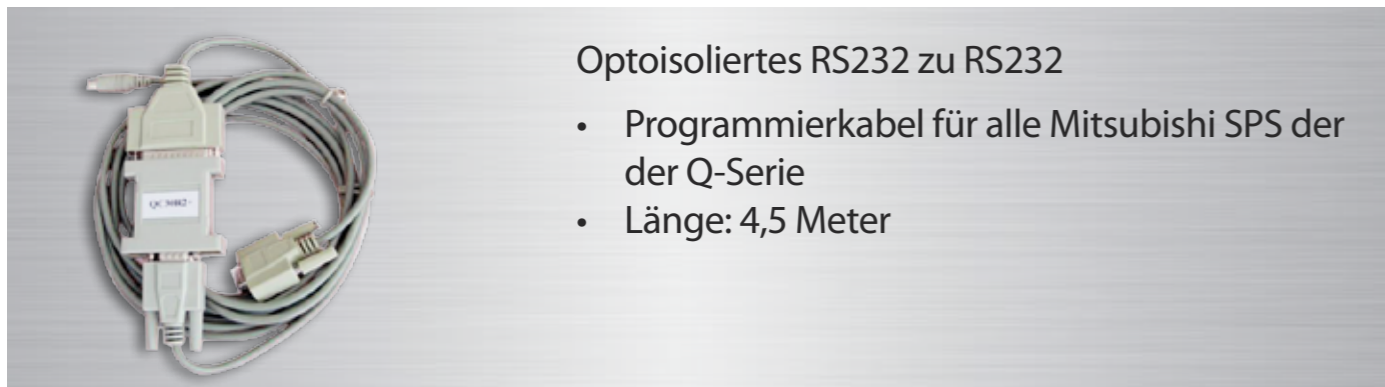 Optoisoliertes RS232 zu RS232
• Programmierkabel für alle Mitsubishi SPS der
der Q-Serie
• Länge: 4,5 Meter